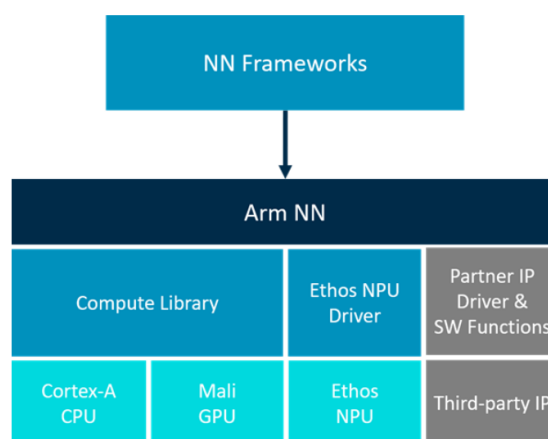 NN Frameworks
Arm NN
Compute Library
Ethos NPU
Driver
Partner IP
Driver &
SW Functions
Cortex-A
CPU
Mali
GPU
Ethos
NPU
Third-party IP